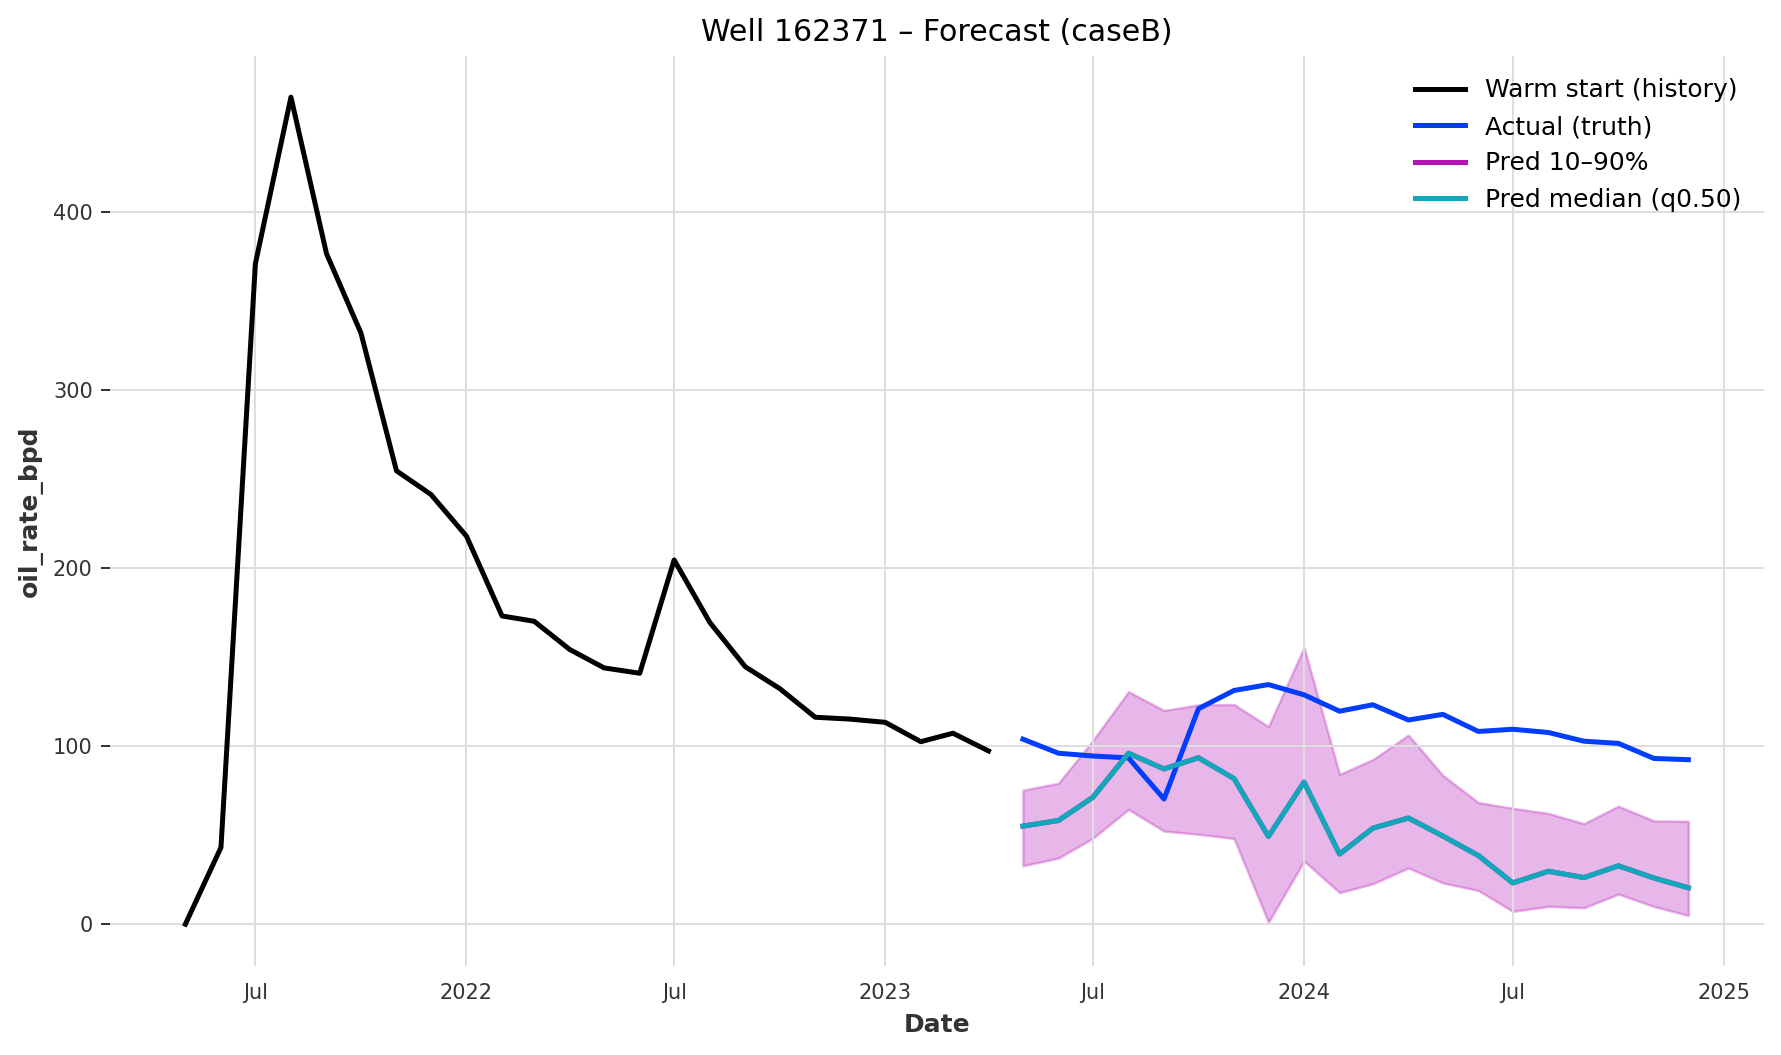 Well 162371 – Forecast (caseB)
Warm start (history)
Actual (truth)
Pred 10–90%
Pred median (q0.50)
oil_rate_bpd
400
300
200
100
0
Jul
2022
Jul
2023
Jul
2024
Jul
2025
Date